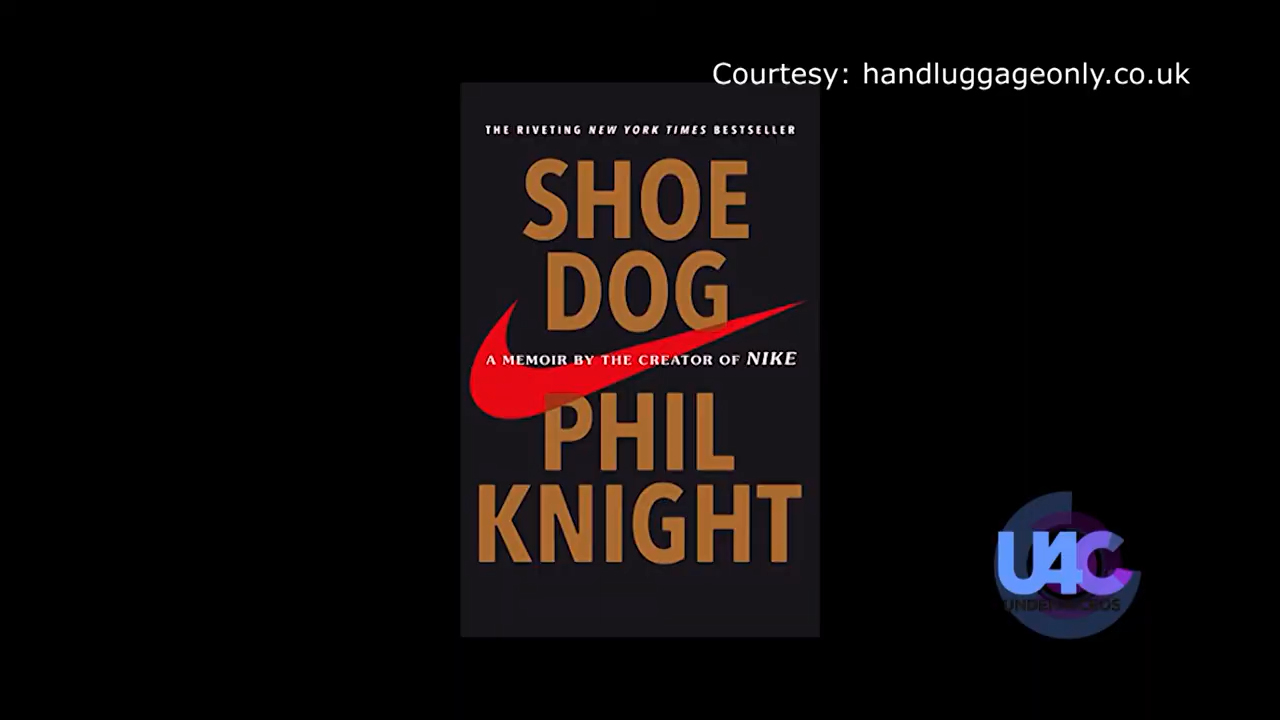 Courtesy: handluggageonly.co.uk
THE RIVETING NEW YORK TIMES BESTSELLER
SHOE
DOG
A MEMOIR BY THE CREATOR OF NIKE
PHIL
KNIGHT
U4C